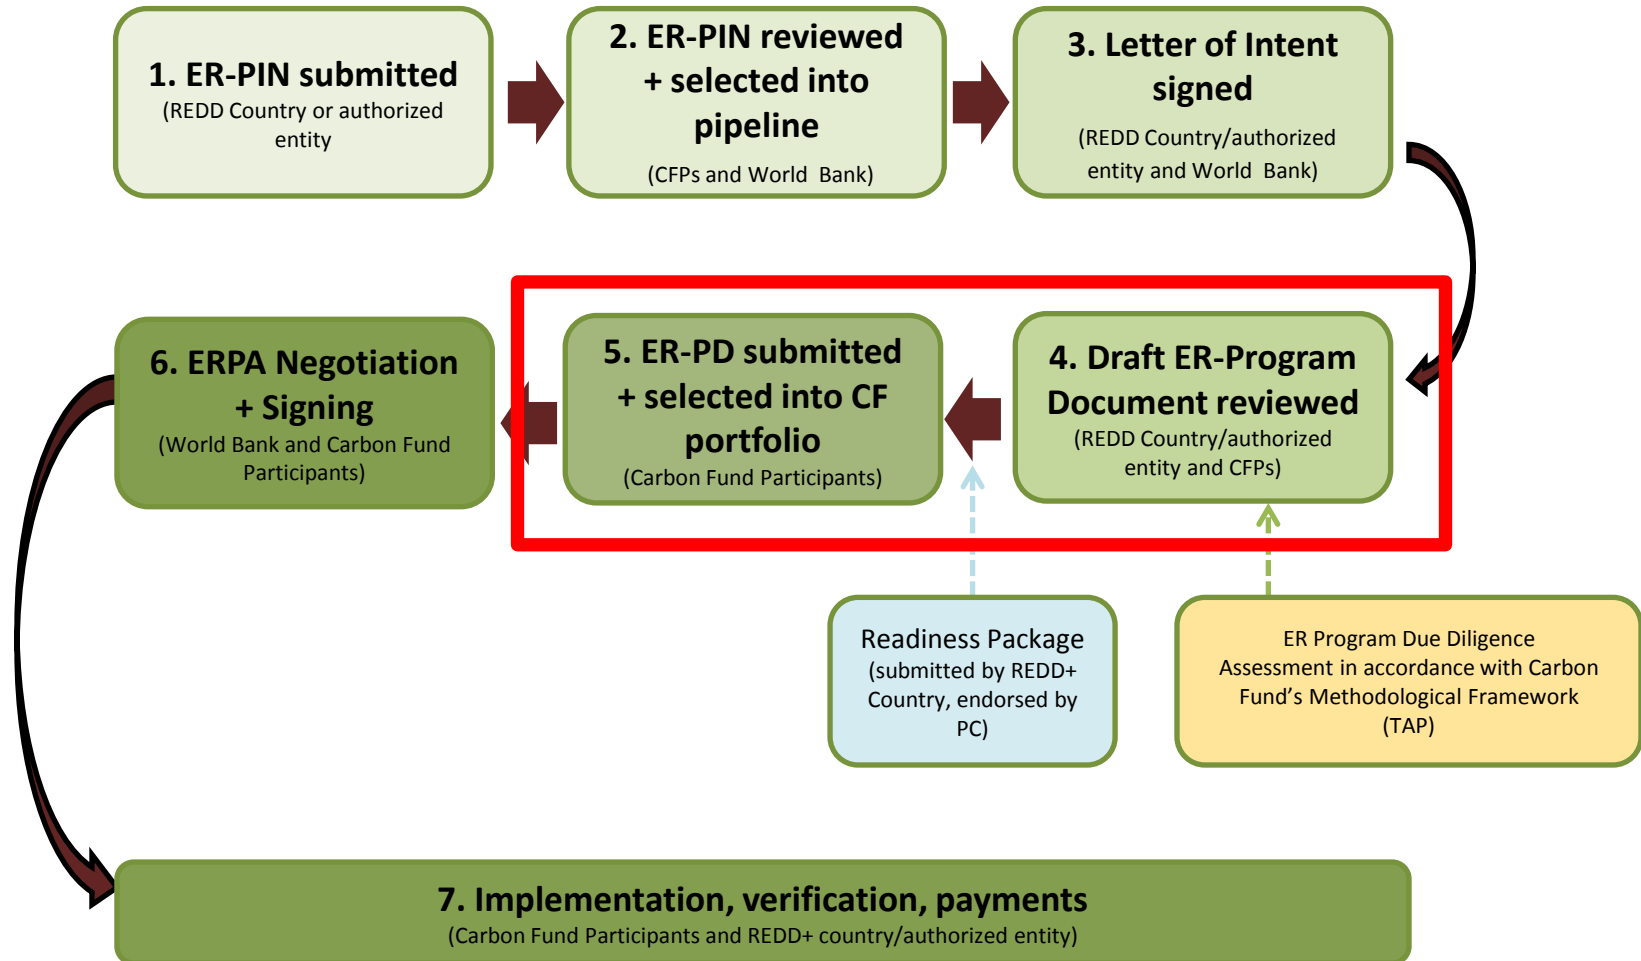 1. ER-PIN submitted
(REDD Country or authorized
entity
2. ER-PIN reviewed
+ selected into
pipeline
(CFPs and World Bank)
3. Letter of Intent
signed
(REDD Country/authorized
entity and World Bank)
6. ERPA Negotiation
+ Signing
(World Bank and Carbon Fund
Participants)
5. ER-PD submitted
+ selected into CF
portfolio
(Carbon Fund Participants)
4. Draft ER-Program
Document reviewed
(REDD Country/authorized
entity and CFPs)
Readiness Package
(submitted by REDD+
Country, endorsed by
PC)
ER Program Due Diligence
Assessment in accordance with Carbon
Fund’s Methodological Framework
(TAP)
7. Implementation, verification, payments
(Carbon Fund Participants and REDD+ country/authorized entity)